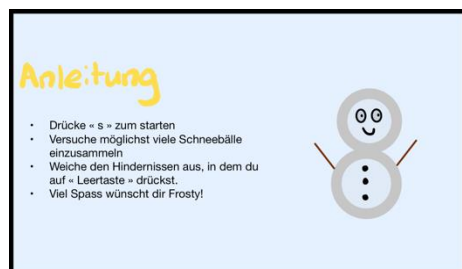 Anleitung
• Drücke « s » zum starten
• Versuche möglichst viele Schneebälle
einzusammeln
• Weiche den Hindernissen aus, in dem du
auf « Leertaste » drückst.
• Viel Spass wünscht dir Frosty!